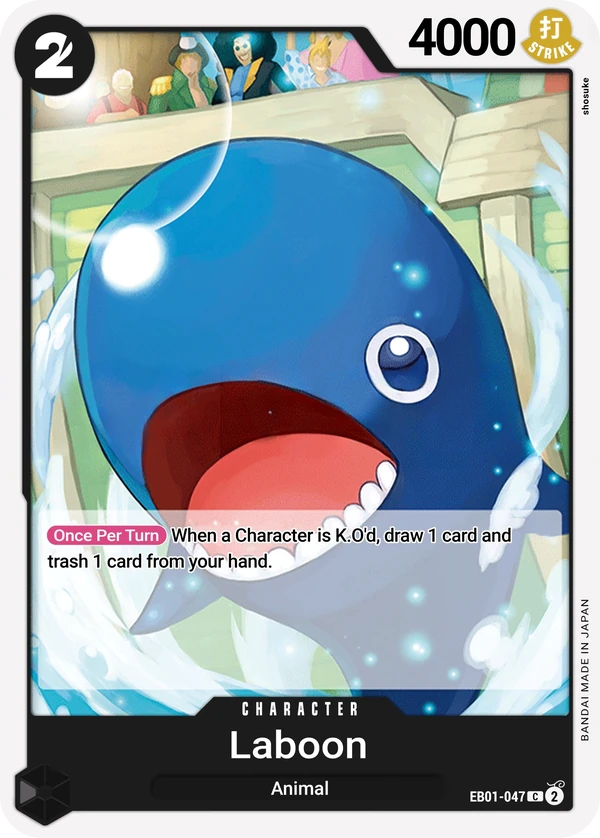 2
4000
打
STRIKE
shosuke
Once Per Turn When a Character is K.O'd, draw 1 card and
trash 1 card from your hand.
BANDAI MADE IN JAPAN
CHARACTER
Laboon
Animal
EB01-047 C 2